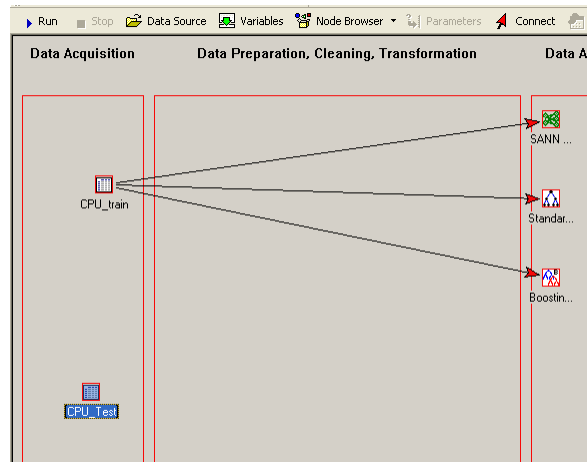 Run Stop Data Source Variables Node Browser Parameters Connect
Data Acquisition Data Preparation, Cleaning, Transformation Data A
SANN ...
CPU_train
Standar...
Boostin...
CPU_Test